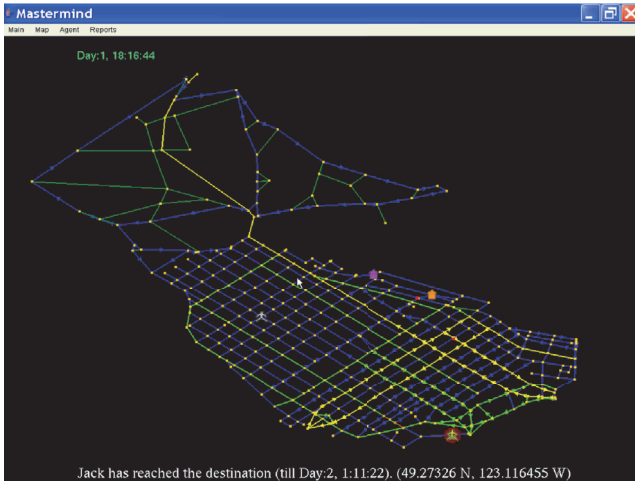 Mastermind
Main Map Agent Reports
Day:1, 18:16:44
Jack has reached the destination (till Day:2, 1:11:22). (49.27326 N, 123.116455 W)